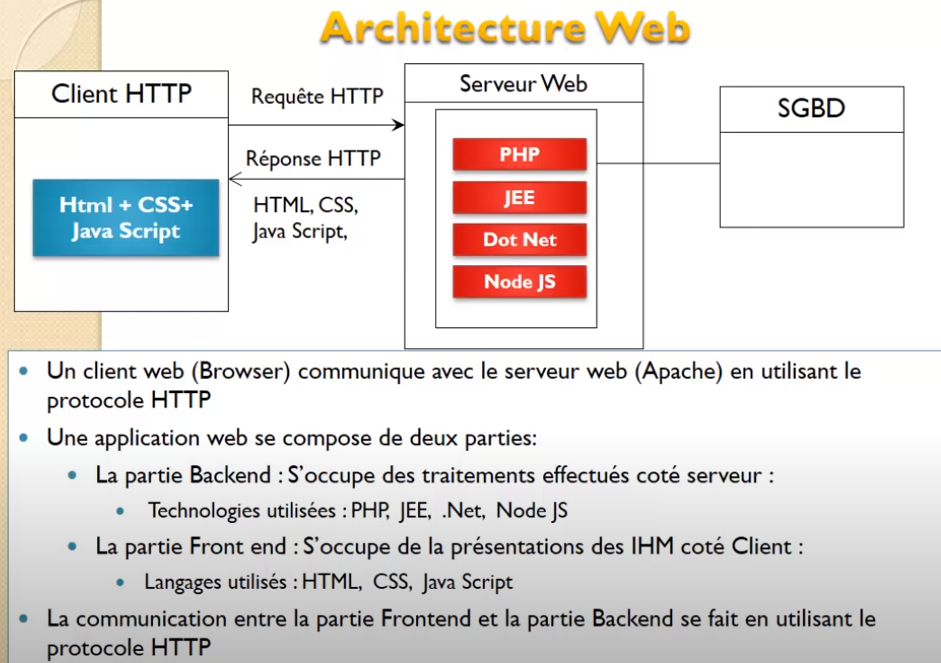 Architecture Web
Client HTTP
Html + CSS+
Java Script
Requête HTTP
Réponse HTTP
HTML, CSS,
Java Script,
Serveur Web
PHP
JEE
Dot Net
Node JS
SGBD
Un client web (Browser) communique avec le serveur web (Apache) en utilisant le
protocole HTTP
Une application web se compose de deux parties:
La partie Backend : S'occupe des traitements effectués coté serveur :
Technologies utilisées : PHP, JEE, .Net, Node JS
La partie Front end : S'occupe de la présentations des IHM coté Client :
Langages utilisés : HTML, CSS, Java Script
La communication entre la partie Frontend et la partie Backend se fait en utilisant le
protocole HTTP